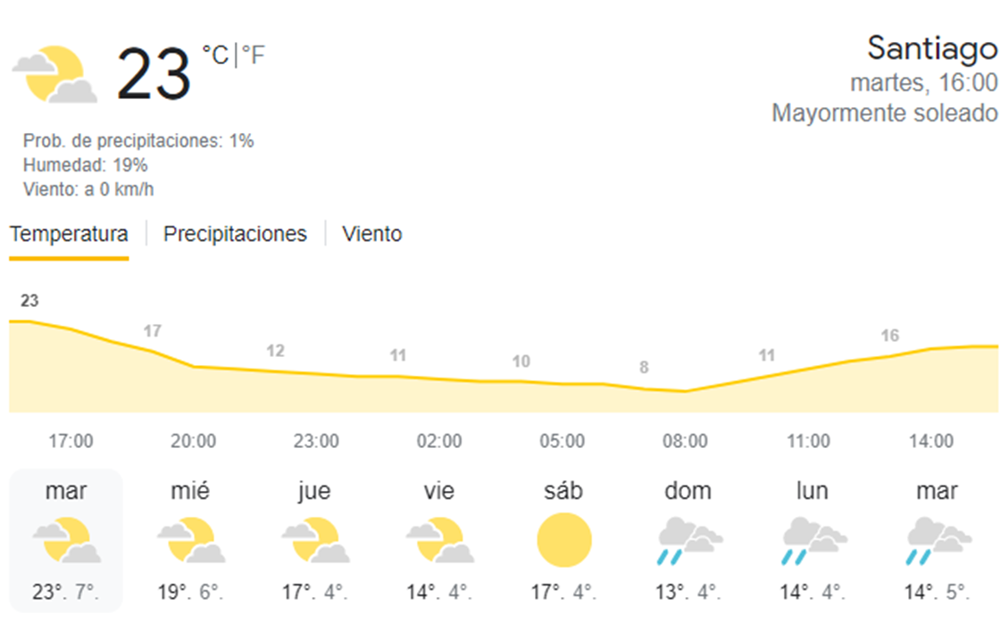 23 °C|°F
Santiago
martes, 16:00
Mayormente soleado
Prob. de precipitaciones: 1%
Humedad: 19%
Viento: a 0 km/h
Temperatura | Precipitaciones | Viento
23 17 12 11 10 8 11 16
17:00 20:00 23:00 02:00 05:00 08:00 11:00 14:00
mar mié jue vie sáb dom lun mar
23°. 7°. 19°. 6°. 17°. 4°. 14°. 4°. 17°. 4°. 13°. 4°. 14°. 4°. 14°. 5°.